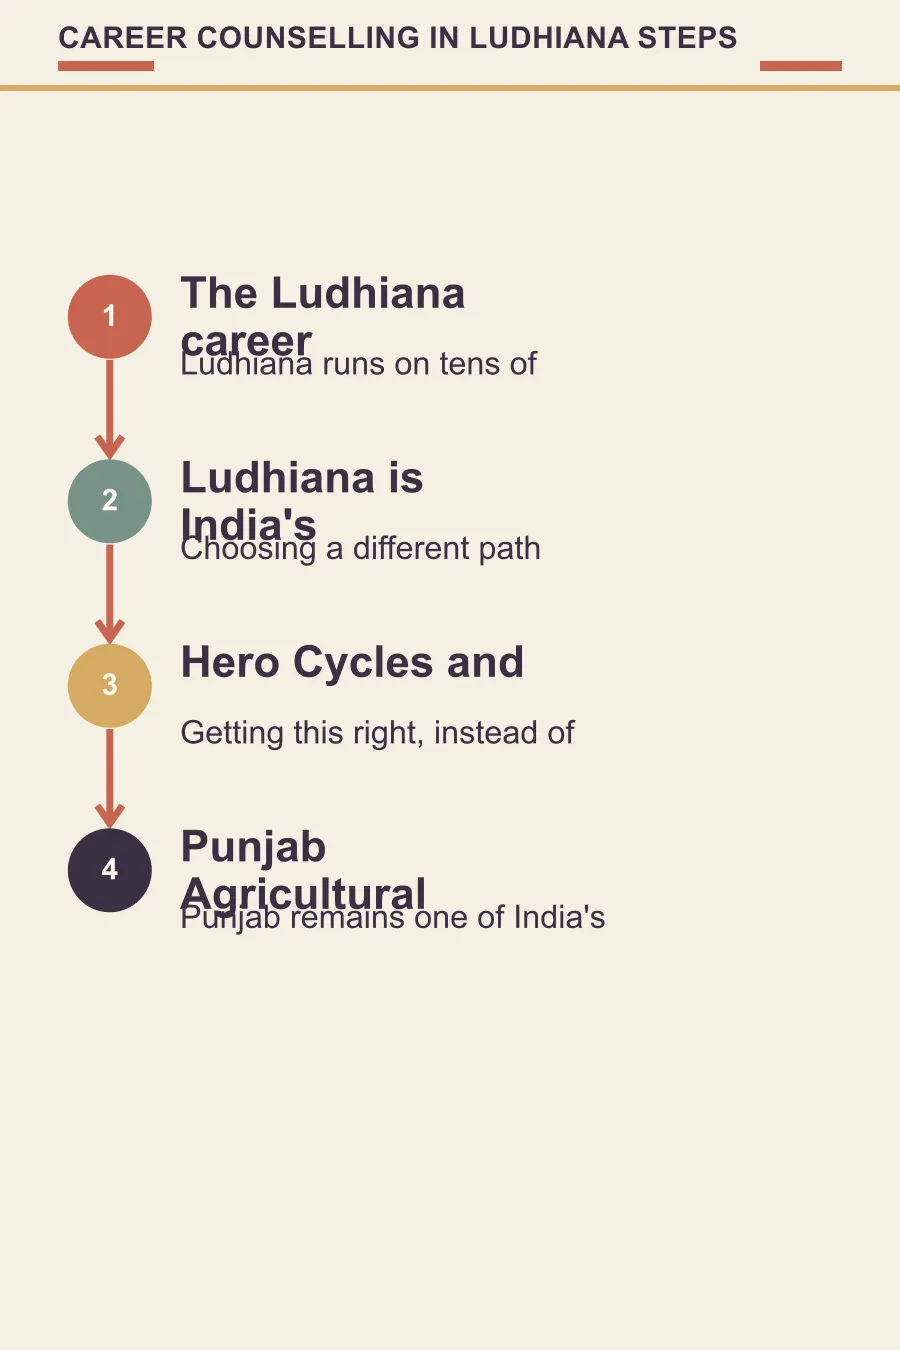 CAREER COUNSELLING IN LUDHIANA STEPS
1
The Ludhiana
career
Ludhiana runs on tens of
2
Ludhiana is
India's
Choosing a different path
3
Hero Cycles and
Getting this right, instead of
4
Punjab
Agricultural
Punjab remains one of India's